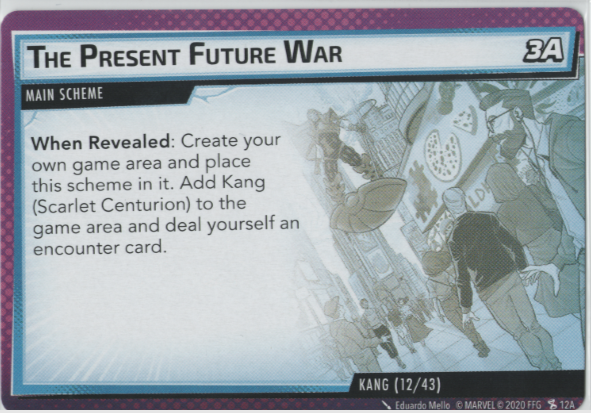 THE PRESENT FUTURE WAR
3A
MAIN SCHEME
When Revealed: Create your
own game area and place
this scheme in it. Add Kang
(Scarlet Centurion) to the
game area and deal yourself an
encounter card.
KANG (12/43)
Eduardo Mello © MARVEL © 2020 FFG 12A